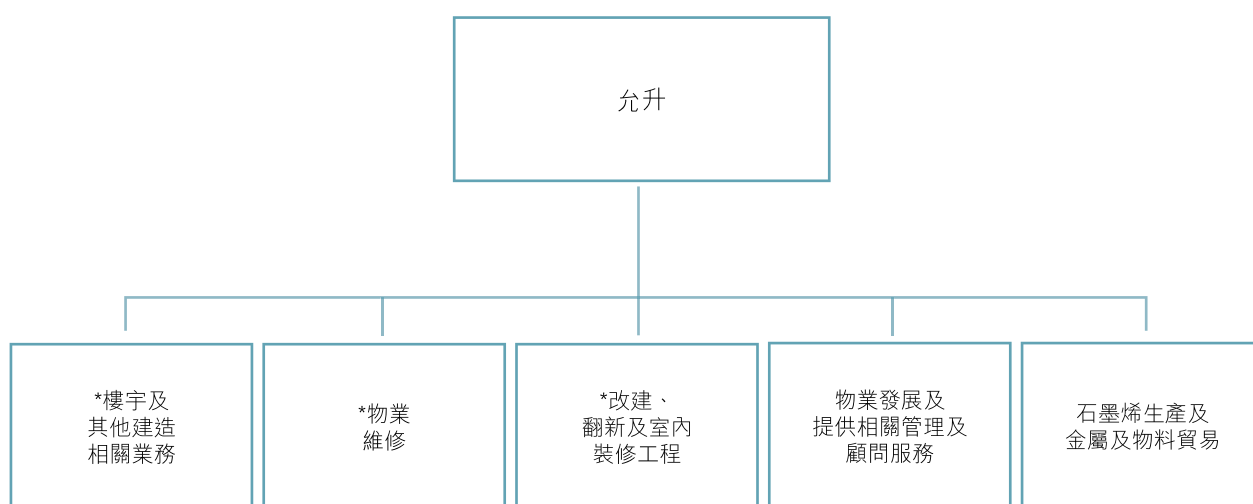 允升
*樓宇及
其他建造
相關業務
*物業
維修
*改建、
翻新及室內
裝修工程
物業發展及
提供相關管理及
顧問服務
石墨烯生產及
金屬及物料貿易